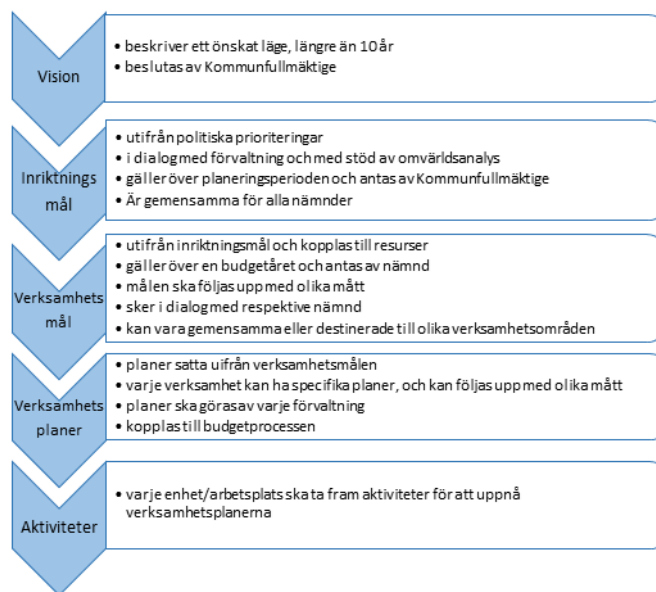 Vision
• beskriver ett önskat läge, längre än 10 år
• beslutas av Kommunfullmäktige
Inriktnings
mål
• utifrån politiska prioriteringar
• i dialog med förvaltning och med stöd av omvärldsanalys
• gäller över planeringsperioden och antas av Kommunfullmäktige
• Är gemensamma för alla nämnder
Verksamhets
mål
• utifrån inriktningsmål och kopplas till resurser
• gäller över en budgetåret och antas av nämnd
• målen ska följas upp med olika mått
• sker i dialog med respektive nämnd
• kan vara gemensamma eller destinerade till olika verksamhetsområden
Verksamhets
planer
• planer satta uifrån verksamhetsmålen
• varje verksamhet kan ha specifika planer, och kan följas upp med olika mått
• planer ska göras av varje förvaltning
• kopplas till budgetprocessen
Aktiviteter
• varje enhet/arbetsplats ska ta fram aktiviteter för att uppnå
verksamhetsplanerna